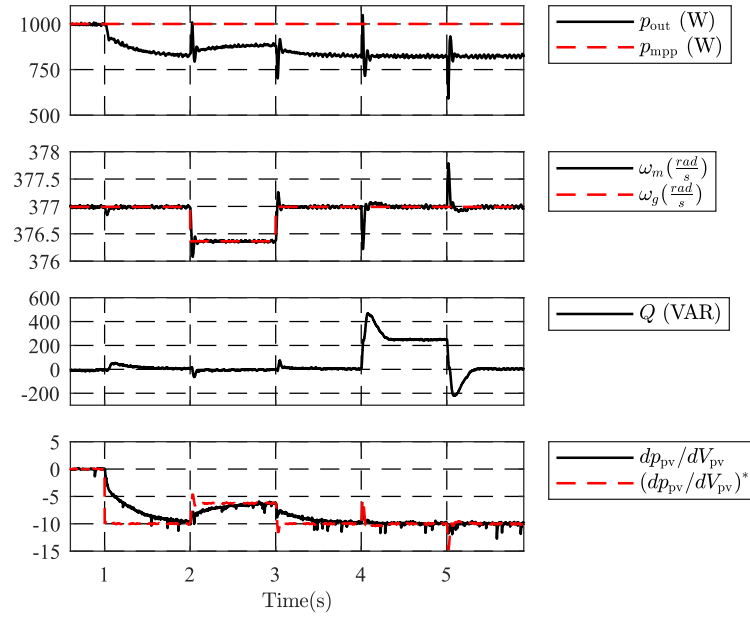 1000
750
500
p_out (W)
p_mpp (W)
378
377.5
377
376.5
376
ω_m(rad/s)
ω_g(rad/s)
600
400
200
0
-200
Q (VAR)
5
0
-5
-10
-15
dp_pv/dV_pv
(dp_pv/dV_pv)*
1 2 3 4 5
Time(s)